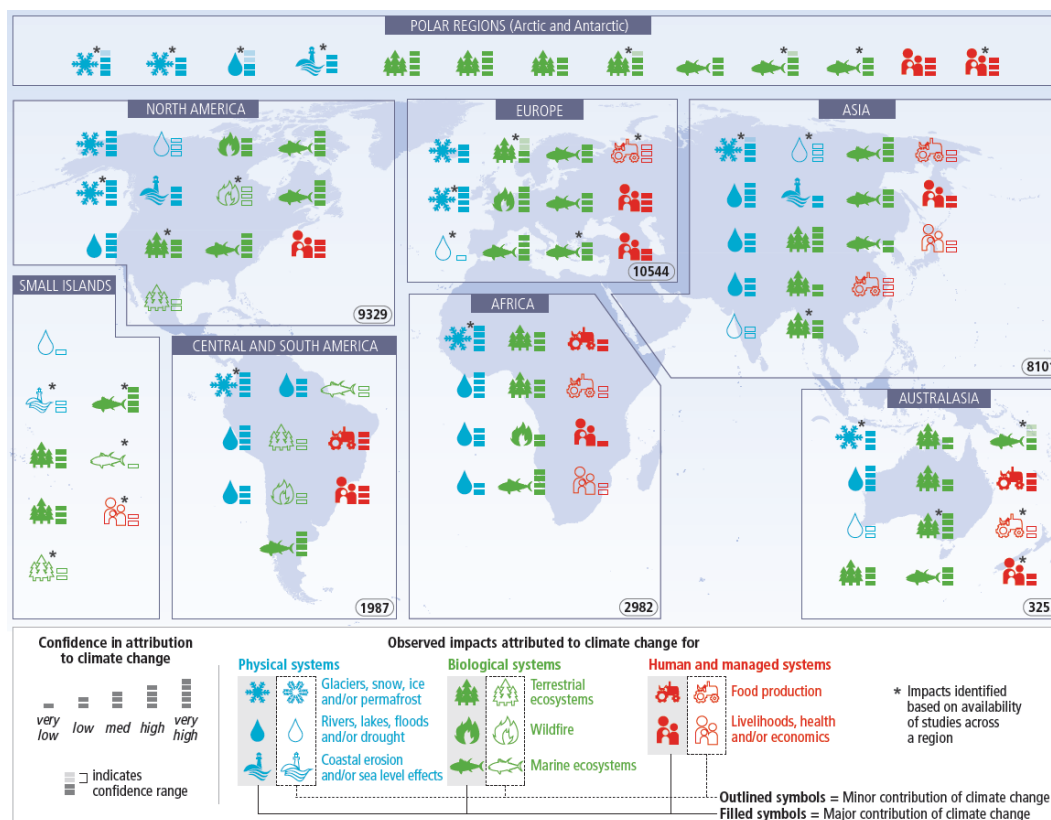 POLAR REGIONS (Arctic and Antarctic)
* * * * * * * *
NORTH AMERICA
* * *
9329
EUROPE
* * * * * *
10544
ASIA
* * *
8101
SMALL ISLANDS
* * * * *
CENTRAL AND SOUTH AMERICA
*
1987
AFRICA
*
2982
AUSTRALASIA
* * * * * *
Confidence in attribution
to climate change
very
low
low
med
high
very
high
indicates
confidence range
Observed impacts attributed to climate change for
Physical systems
Glaciers, snow, ice
and/or permafrost
Rivers, lakes, floods
and/or drought
Coastal erosion
and/or sea level effects
Biological systems
Terrestrial
ecosystems
Wildfire
Marine ecosystems
Human and managed systems
Food production
Livelihoods, health
and/or economics
* Impacts identified
based on availability
of studies across
a region
Outlined symbols = Minor contribution of climate change
Filled symbols = Major contribution of climate change